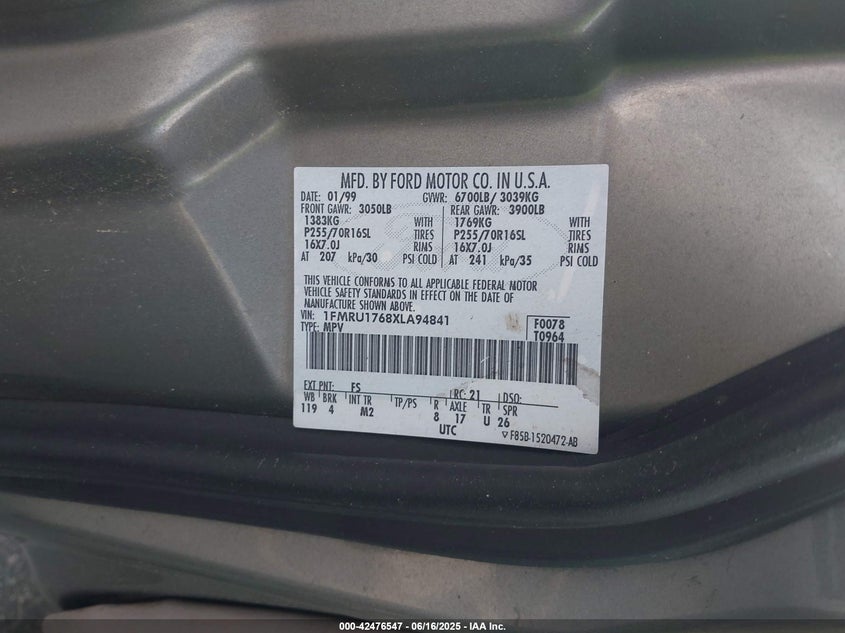 MFD. BY FORD MOTOR CO. IN U.S.A.
DATE: 01/99 GVWR: 6700LB/ 3039KG
FRONT GAWR: 3050LB REAR GAWR: 3900LB
1383KG WITH 1769KG WITH
P255/70R16SL TIRES P255/70R16SL TIRES
16X7.0J RIMS 16X7.0J RIMS
AT 207 kPa/30 PSI COLD AT 241 kPa/35 PSI COLD
THIS VEHICLE CONFORMS TO ALL APPLICABLE FEDERAL MOTOR
VEHICLE SAFETY STANDARDS IN EFFECT ON THE DATE OF
MANUFACTURE SHOWN ABOVE.
VIN: 1FMRU1768XLA94841 F0078
TYPE: MPV T0964
EXT PNT: FS RC: 21 DSO:
WB BRK INT TR TP/PS R AXLE TR SPR
119 4 M2 8 17 U 26
UTC F85B-1520472-AB
000-42476547 - 06/16/2025 - IAA Inc.